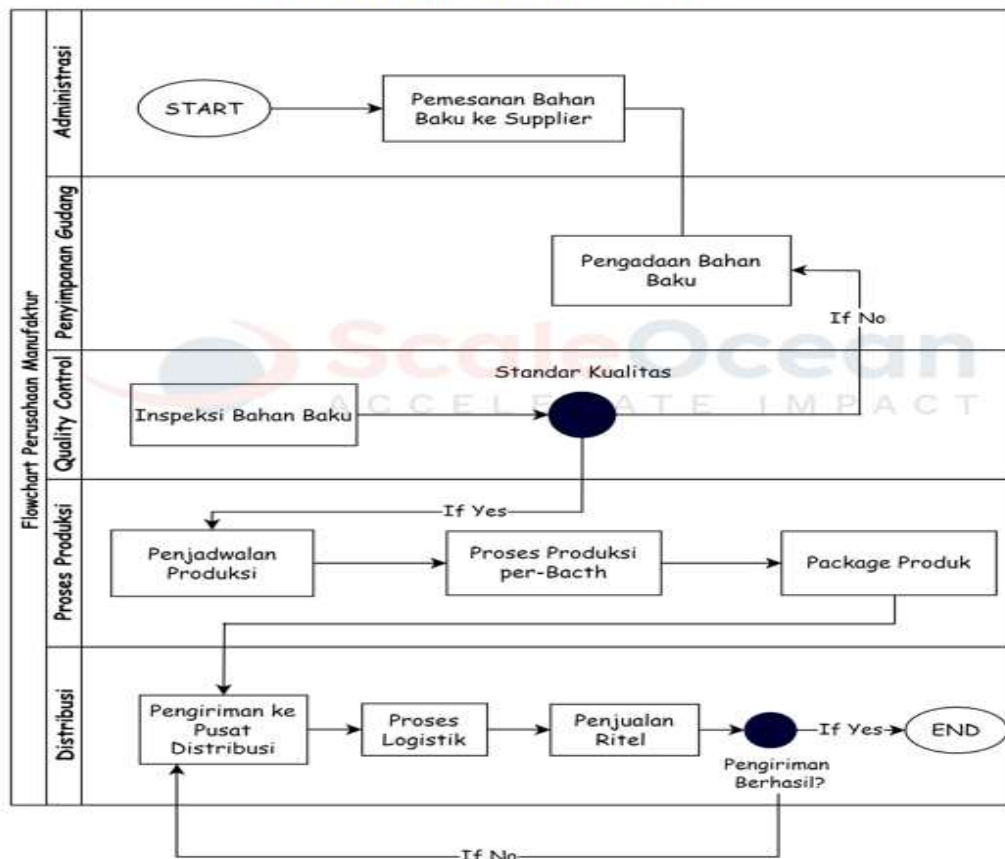 Flowchart Perusahaan Manufaktur
Administrasi
START
Pemesanan Bahan
Baku ke Supplier
Penyimpanan Gudang
Pengadaan Bahan
Baku
If No
ScaleOcean
ACCELERATE IMPACT
Quality Control
Standar Kualitas
Inspeksi Bahan Baku
If Yes
Proses Produksi
Penjadwalan
Produksi
Proses Produksi
per-Bacth
Package Produk
Distribusi
Pengiriman ke
Pusat
Distribusi
Proses
Logistik
Penjualan
Ritel
If Yes
END
Pengiriman
Berhasil?
If No